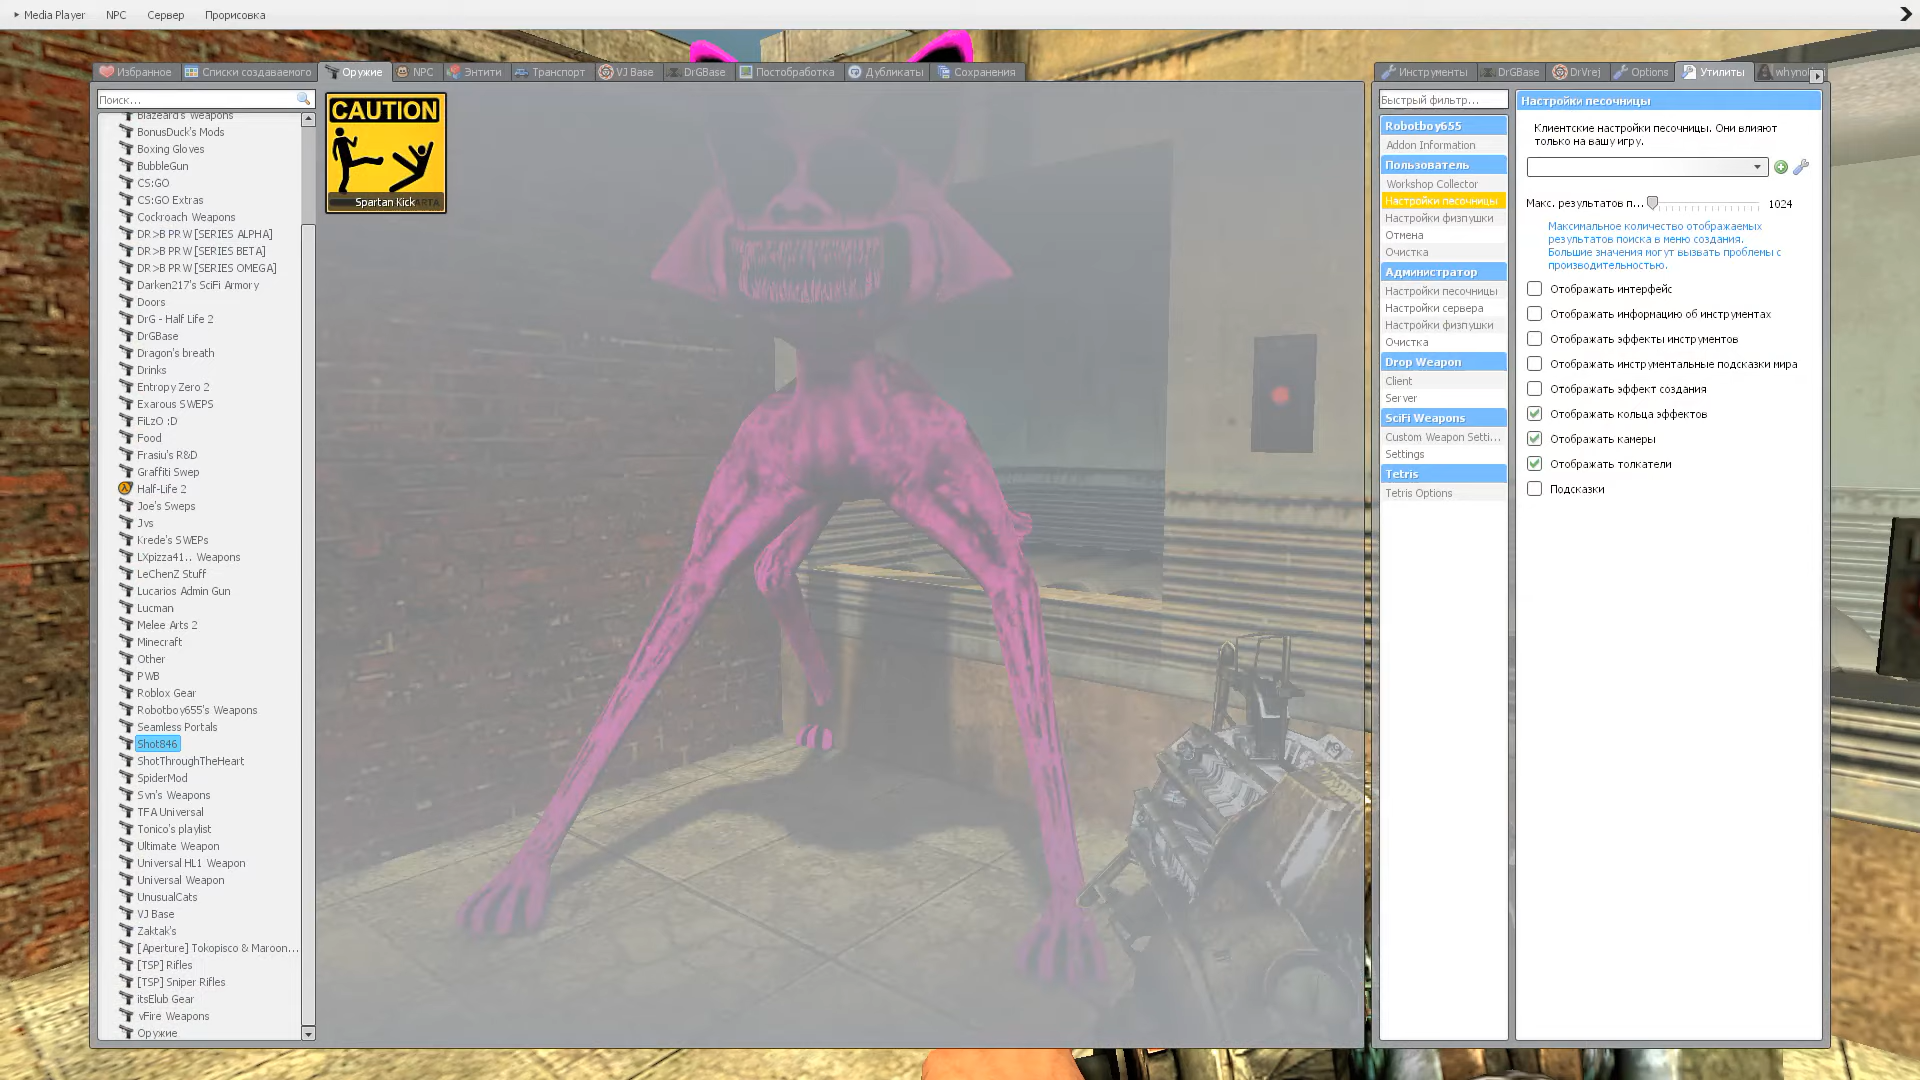 Media Player NPC Сервер Прорисовка
Избранное Списки создаваемого Оружие NPC Энтити Транспорт VJ Base DrGBase Постобработка Дубликаты Сохранения
Поиск...
Blazeard's Weapons
BonusDuck's Mods
Boxing Gloves
BubbleGun
CS:GO
CS:GO Extras
Cockroach Weapons
DR>B PR W [SERIES ALPHA]
DR>B PR W [SERIES BETA]
DR>B PR W [SERIES OMEGA]
Darken217's SciFi Armory
Doors
DrG - Half Life 2
DrGBase
Dragon's breath
Drinks
Entropy Zero 2
Exarous SWEPS
FiLzO :D
Food
Frasiu's R&D
Graffiti Swep
Half-Life 2
Joe's Sweps
Jvs
Krede's SWEPs
LXpizza41.. Weapons
LeChenZ Stuff
Lucarios Admin Gun
Lucman
Melee Arts 2
Minecraft
Other
PWB
Roblox Gear
Robotboy655's Weapons
Seamless Portals
Shot846
ShotThroughTheHeart
SpiderMod
Svn's Weapons
TFA Universal
Tonico's playlist
Ultimate Weapon
Universal HL1 Weapon
Universal Weapon
UnusualCats
VJ Base
Zaktak's
[Aperture] Tokopisco & Maroon...
[TSP] Rifles
[TSP] Sniper Rifles
itsElub Gear
vFire Weapons
Оружие
CAUTION
Spartan Kick
Инструменты DrGBase DrVrej Options Утилиты
Быстрый фильтр...
Robotboy655
Addon Information
Пользователь
Workshop Collector
Настройки песочницы
Настройки физпушки
Отмена
Очистка
Администратор
Настройки песочницы
Настройки сервера
Настройки физпушки
Очистка
Drop Weapon
Client
Server
SciFi Weapons
Custom Weapon Setti...
Settings
Tetris
Tetris Options
Настройки песочницы
Клиентские настройки песочницы. Они влияют
только на вашу игру.
Макс. результатов п... 1024
Максимальное количество отображаемых
результатов поиска в меню создания.
Большие значения могут вызвать проблемы с
производительностью.
Отображать интерфейс
Отображать информацию об инструментах
Отображать эффекты инструментов
Отображать инструментальные подсказки мира
Отображать эффект создания
Отображать кольца эффектов
Отображать камеры
Отображать толкатели
Подсказки